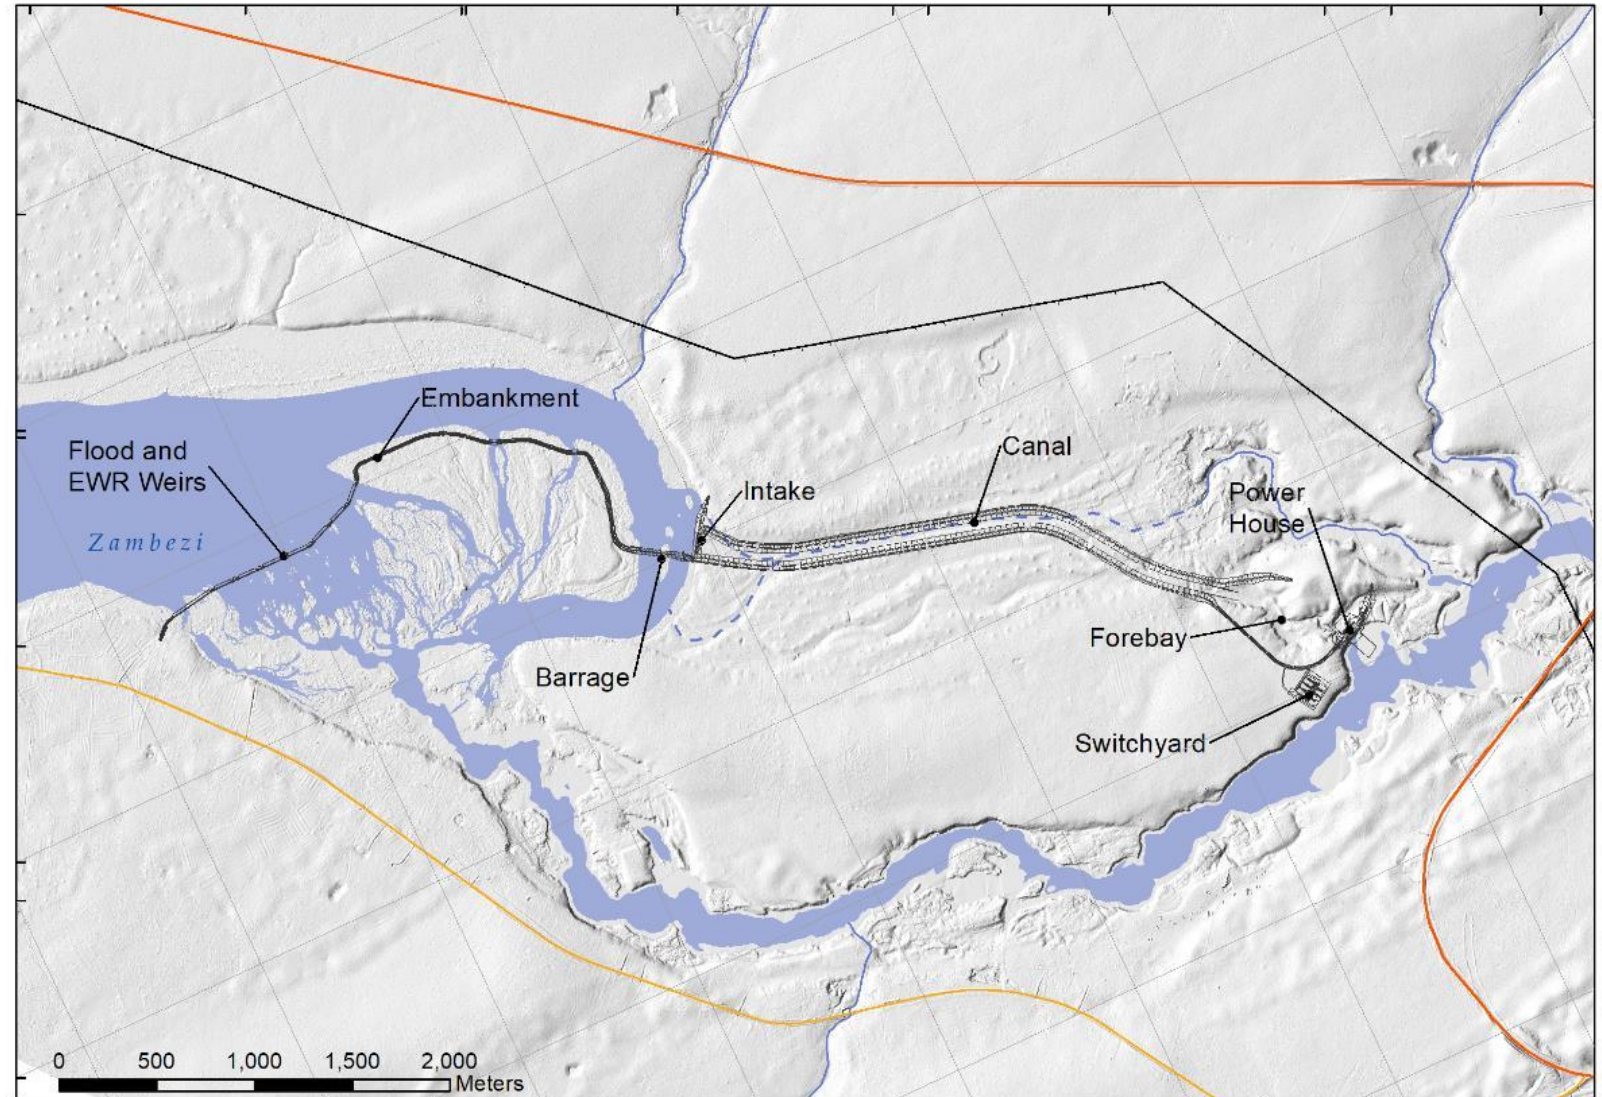 Embankment
Flood and
EWR Weirs
Zambezi
Canal
Intake
Power
House
Forebay
Barrage
Switchyard
0 500 1,000 1,500 2,000
Meters